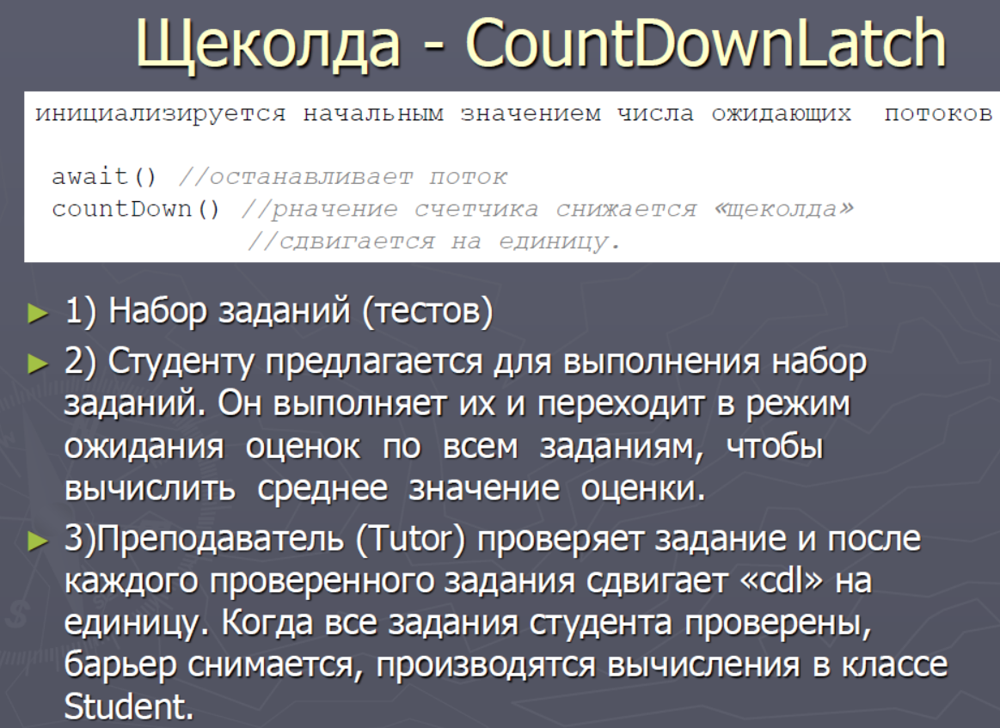 Щеколда - CountDownLatch
инициализируется начальным значением числа ожидающих потоков
await() //останавливает поток
countDown() //рначение счетчика снижается «щеколда»
//сдвигается на единицу.
► 1) Набор заданий (тестов)
► 2) Студенту предлагается для выполнения набор
заданий. Он выполняет их и переходит в режим
ожидания оценок по всем заданиям, чтобы
вычислить среднее значение оценки.
► 3)Преподаватель (Tutor) проверяет задание и после
каждого проверенного задания сдвигает «cdl» на
единицу. Когда все задания студента проверены,
барьер снимается, производятся вычисления в классе
Student.